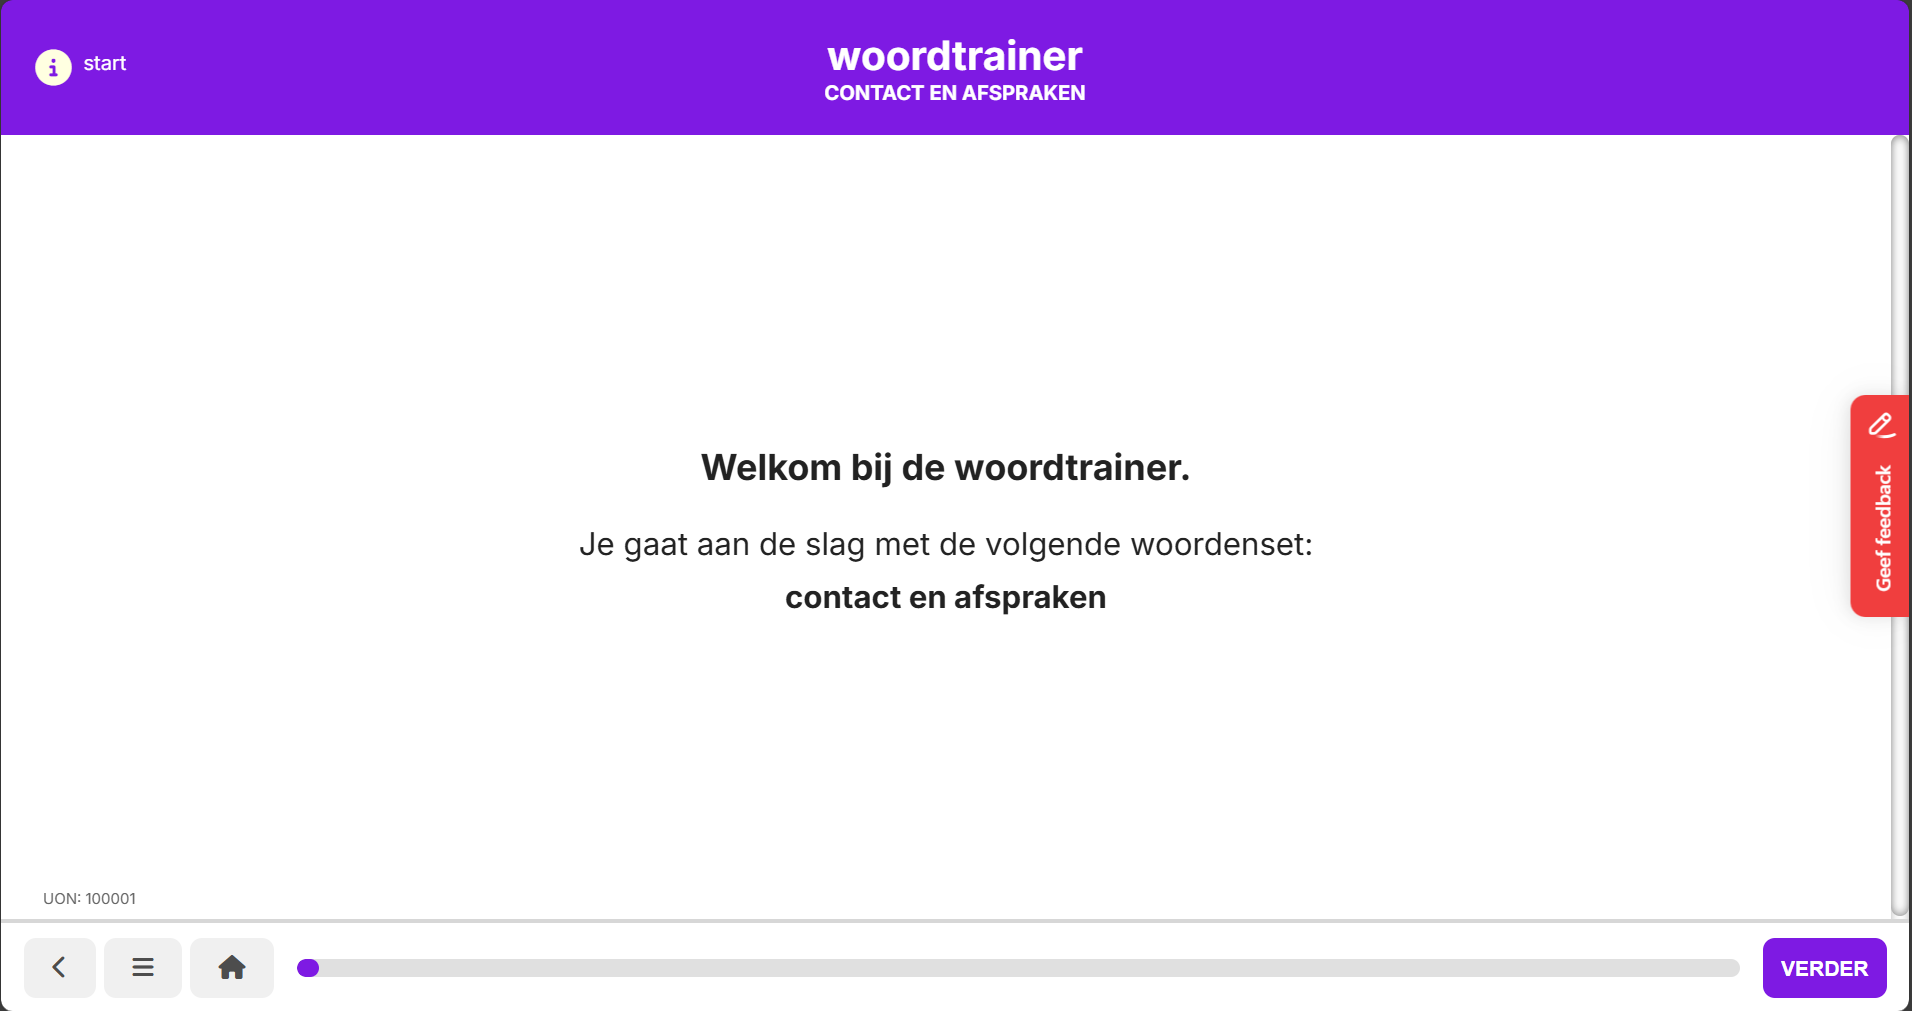 start
woordtrainer
CONTACT EN AFSPRAKEN
Welkom bij de woordtrainer.
Je gaat aan de slag met de volgende woordenset:
contact en afspraken
Geef feedback
UON: 100001
VERDER